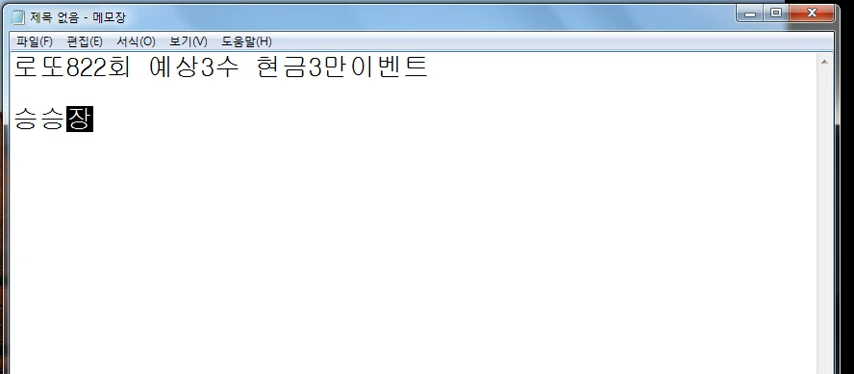 제목 없음 - 메모장
파일(F) 편집(E) 서식(O) 보기(V) 도움말(H)
로또822회 예상3수 현금3만이벤트
승승장